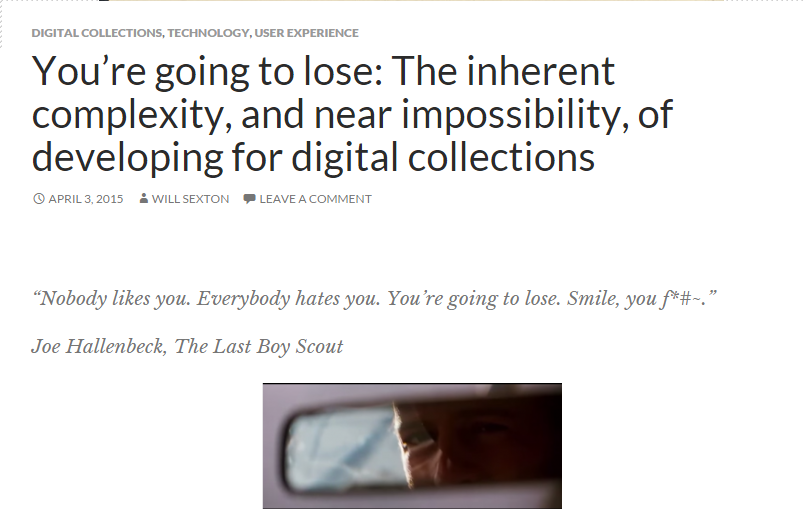 DIGITAL COLLECTIONS, TECHNOLOGY, USER EXPERIENCE
You’re going to lose: The inherent
complexity, and near impossibility, of
developing for digital collections
APRIL 3, 2015 WILL SEXTON LEAVE A COMMENT
“Nobody likes you. Everybody hates you. You’re going to lose. Smile, you f*#~.”
Joe Hallenbeck, The Last Boy Scout